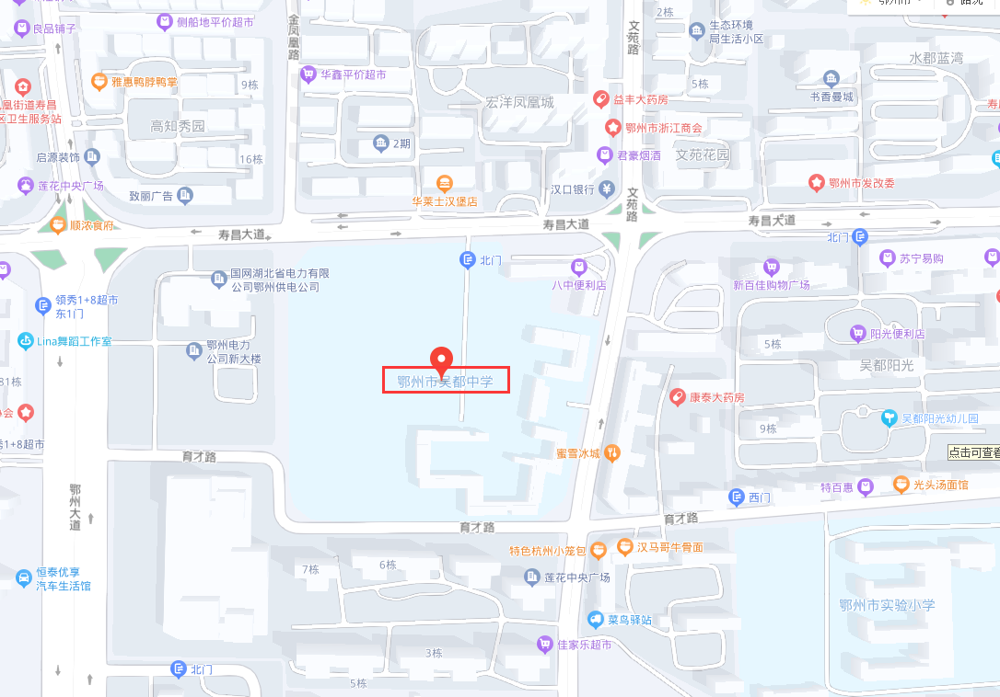 鄂州市
路况
良品铺子
侧船地平价超市
金凤凰路
文苑路
2栋
生态环境
局生活小区
水郡蓝湾
华鑫平价超市
雅惠鸭脖鸭掌
9栋
5栋
书香曼城
凰街道寿昌
区卫生服务站
高知秀园
宏洋凤凰城
益丰大药房
鄂州市浙江商会
2期
君豪烟酒
文苑花园
启源装饰
16栋
莲花中央广场
致丽广告
华莱士汉堡店
汉口银行
文苑路
鄂州市发改委
顺浓食府
寿昌大道
寿昌大道
寿昌大道
北门
北门
苏宁易购
国网湖北省电力有限
公司鄂州供电公司
八中便利店
新百佳购物广场
领秀1+8超市
东1门
Lina舞蹈工作室
鄂州电力
公司新大楼
阳光便利店
5栋
吴都阳光
81栋
鄂州市吴都中学
康泰大药房
办会
吴都阳光幼儿园
9栋
秀1+8超市
育才路
蜜雪冰城
点击可查看
鄂州大道
特百惠
光头汤面馆
西门
育才路
育才路
特色杭州小笼包
汉马哥牛骨面
7栋
6栋
莲花中央广场
恒泰优享
汽车生活馆
鄂州市实验小学
菜鸟驿站
佳家乐超市
3栋
北门
5栋